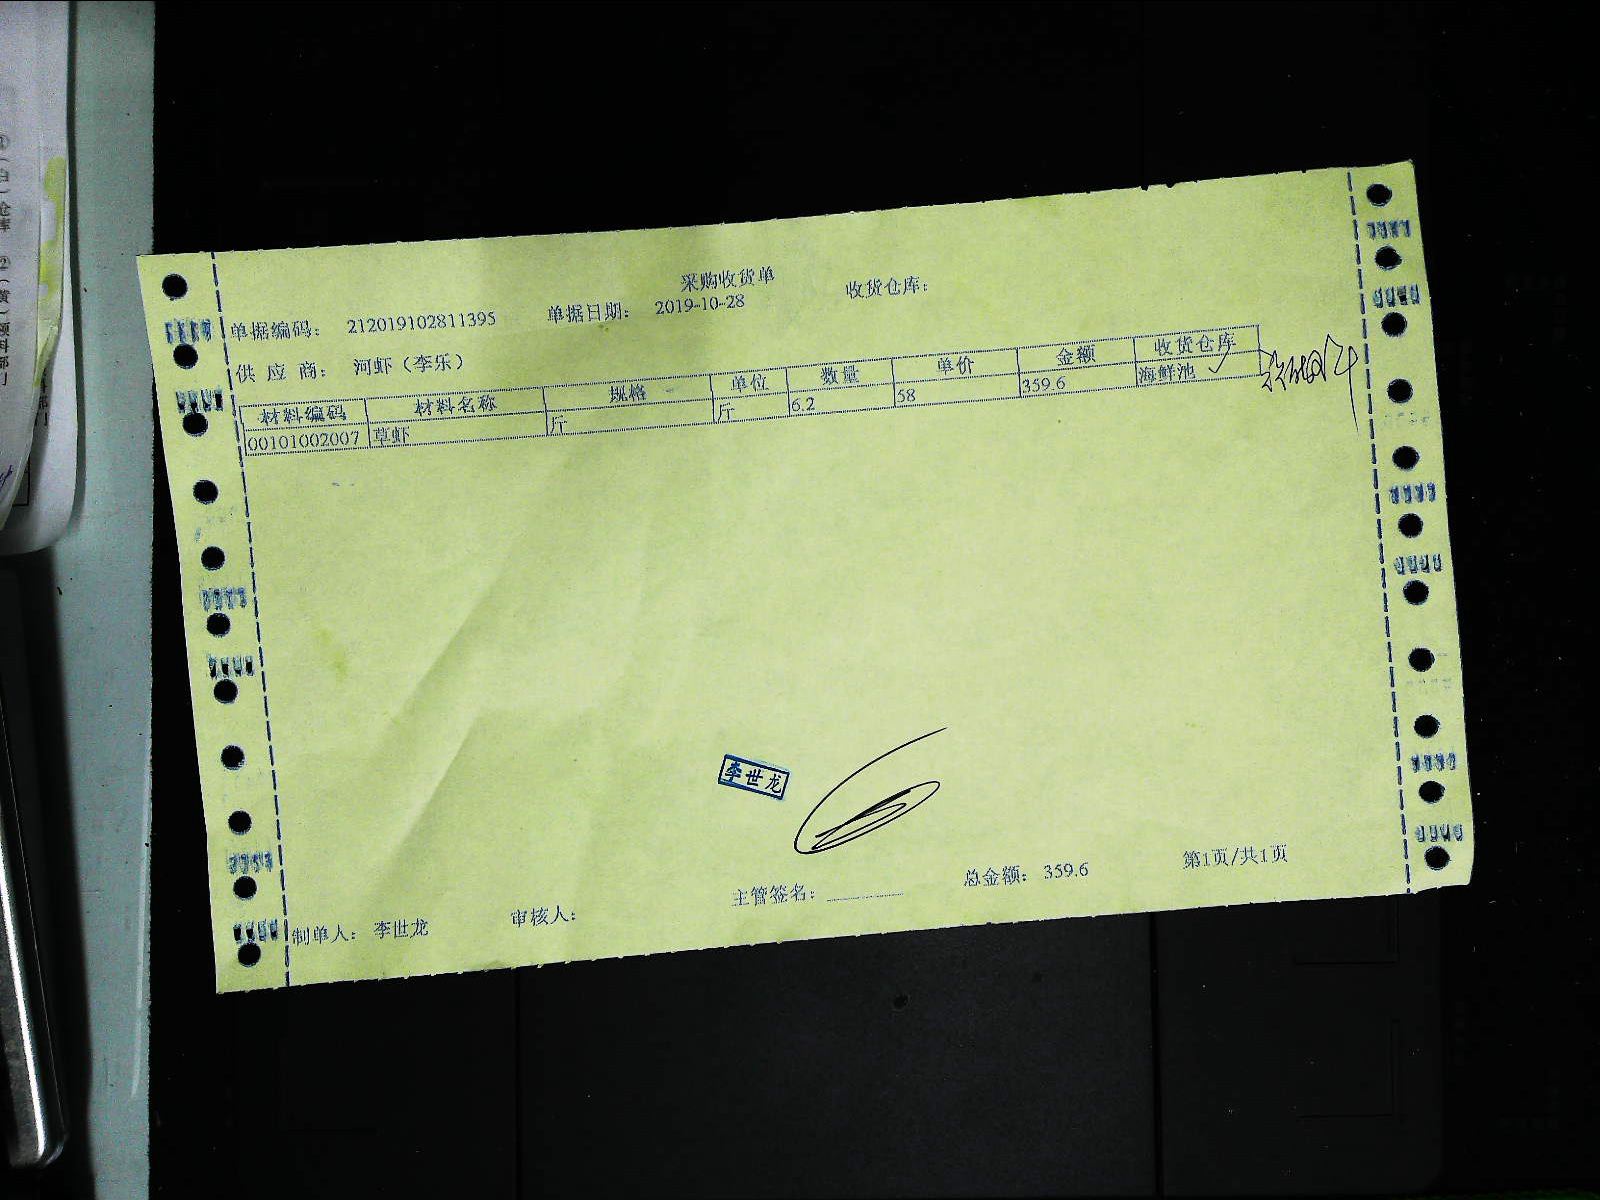 采购收货单
单据编码: 212019102811395 单据日期: 2019-10-28 收货仓库:
供 应 商: 河虾（李乐）
材料编码 材料名称 规格 单位 数量 单价 金额 收货仓库
00101002007 草虾 斤 斤 6.2 58 359.6 海鲜池
李世龙
制单人: 李世龙 审核人: 主管签名: 总金额: 359.6 第1页/共1页